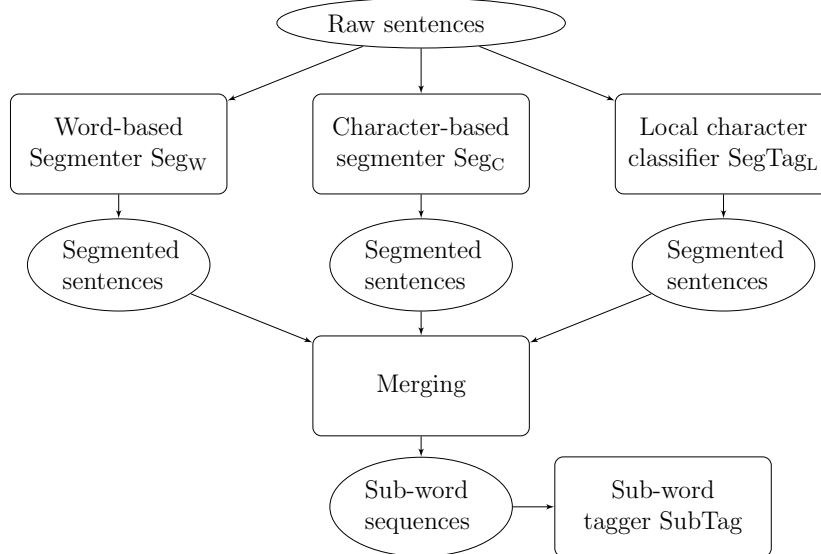 Raw sentences
Word-based
Segmenter Seg_W
Character-based
segmenter Seg_C
Local character
classifier SegTag_L
Segmented
sentences
Segmented
sentences
Segmented
sentences
Merging
Sub-word
sequences
Sub-word
tagger SubTag